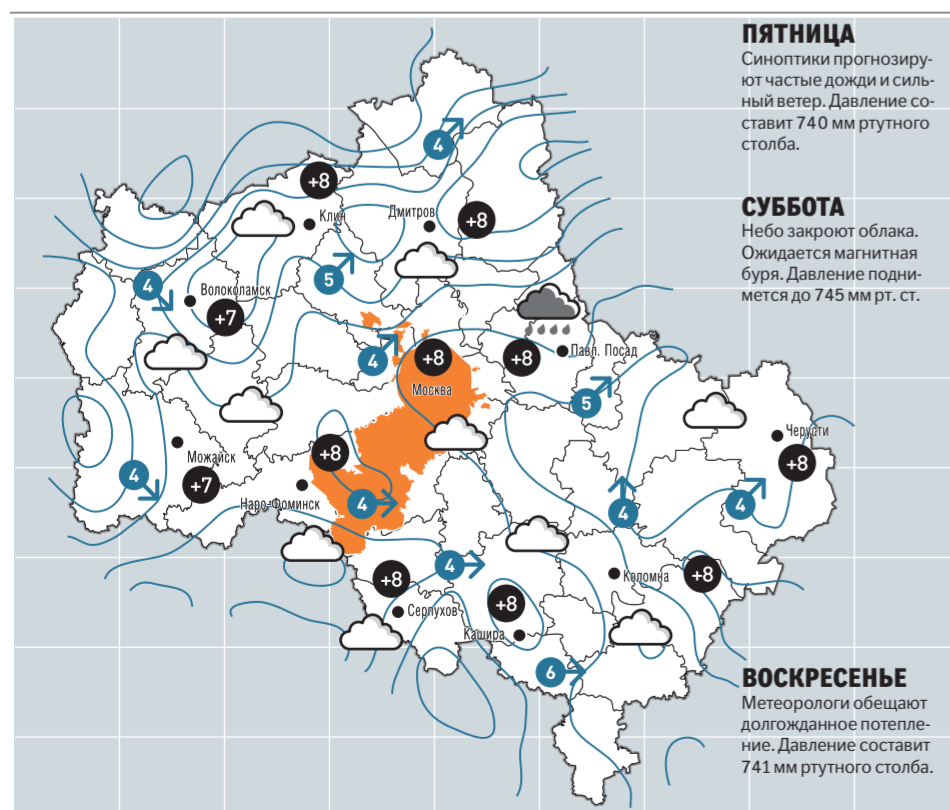 ПЯТНИЦА
Синоптики прогнозиру-
ют частые дожди и силь-
ный ветер. Давление со-
ставит 740 мм ртутного
столба.
СУББОТА
Небо закроют облака.
Ожидается магнитная
буря. Давление подни-
мется до 745 мм рт. ст.
ВОСКРЕСЕНЬЕ
Метеорологи обещают
долгожданное потепле-
ние. Давление составит
741 мм ртутного столба.
4
+8
Клин
Дмитров
+8
4
5
Волоколамск
+7
4
+8
Москва
+8
Павл. Посад
5
Можайск
+8
Черусти
+8
4
+7
Наро-Фоминск
4
4
4
4
+8
Коломна
+8
+8
Серпухов
Кашира
6